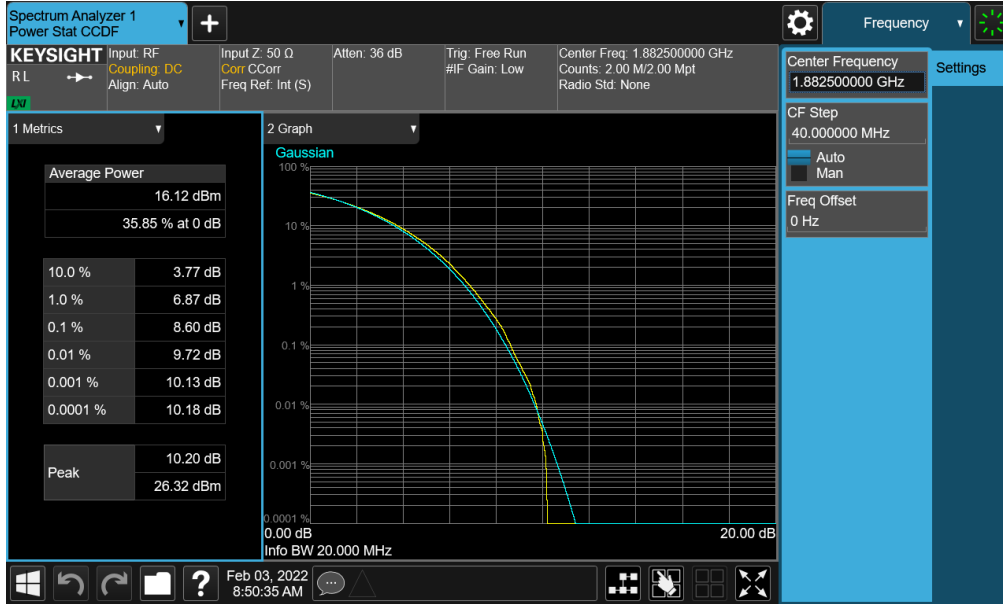 Spectrum Analyzer 1
Power Stat CCDF
Frequency
KEYSIGHT
RL
LXI
Input: RF
Coupling: DC
Align: Auto
Input Z: 50 Ω
Corr CCorr
Freq Ref: Int (S)
Atten: 36 dB
Trig: Free Run
#IF Gain: Low
Center Freq: 1.882500000 GHz
Counts: 2.00 M/2.00 Mpt
Radio Std: None
Center Frequency
1.882500000 GHz
Settings
CF Step
40.000000 MHz
Auto
Man
Freq Offset
0 Hz
1 Metrics
Average Power
16.12 dBm
35.85 % at 0 dB
10.0 % 3.77 dB
1.0 % 6.87 dB
0.1 % 8.60 dB
0.01 % 9.72 dB
0.001 % 10.13 dB
0.0001 % 10.18 dB
Peak
10.20 dB
26.32 dBm
2 Graph
Gaussian
100 %
10 %
1 %
0.1 %
0.01 %
0.001 %
0.0001 %
0.00 dB 20.00 dB
Info BW 20.000 MHz
?
Feb 03, 2022
8:50:35 AM